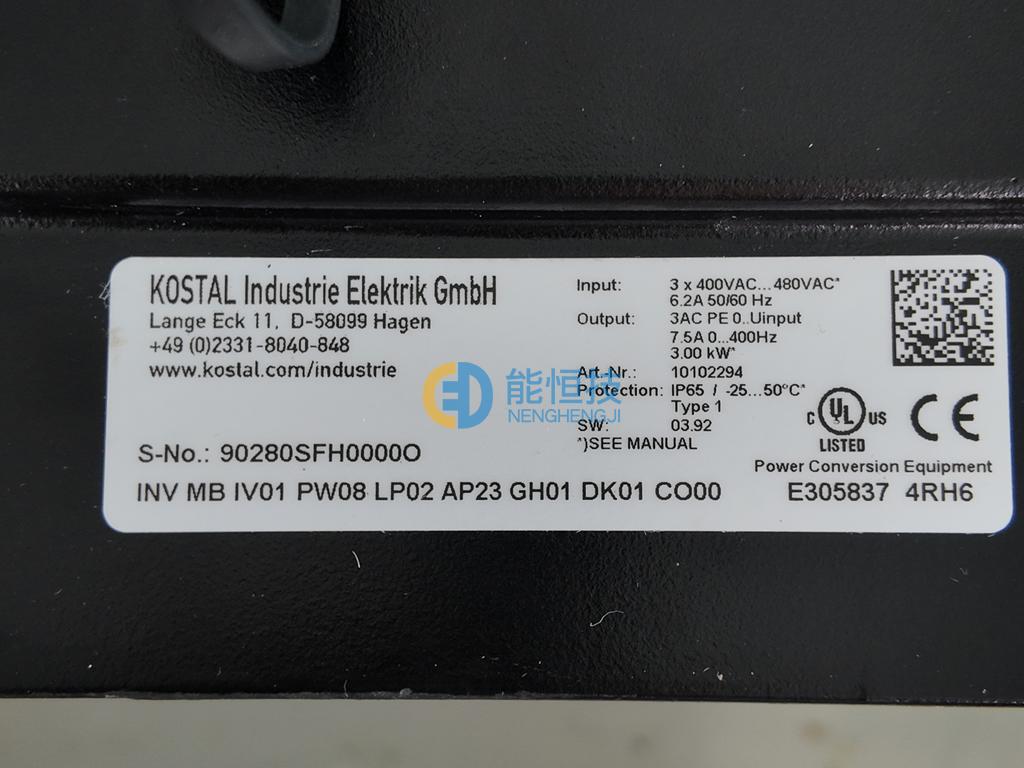 KOSTAL Industrie Elektrik GmbH
Lange Eck 11, D-58099 Hagen
+49 (0)2331-8040-848
www.kostal.com/industrie
Input: 3 x 400VAC...480VAC*
6.2A 50/60 Hz
Output: 3AC PE 0..Uinput
7.5A 0...400Hz
3.00 kW*
Art.-Nr.: 10102294
Protection: IP65 / -25...50°C*
Type 1
SW: 03.92
*)SEE MANUAL
能恒技
NENGHENGJI
C UL US
LISTED
CE
Power Conversion Equipment
E305837 4RH6
S-No.: 90280SFH0000O
INV MB IV01 PW08 LP02 AP23 GH01 DK01 CO00